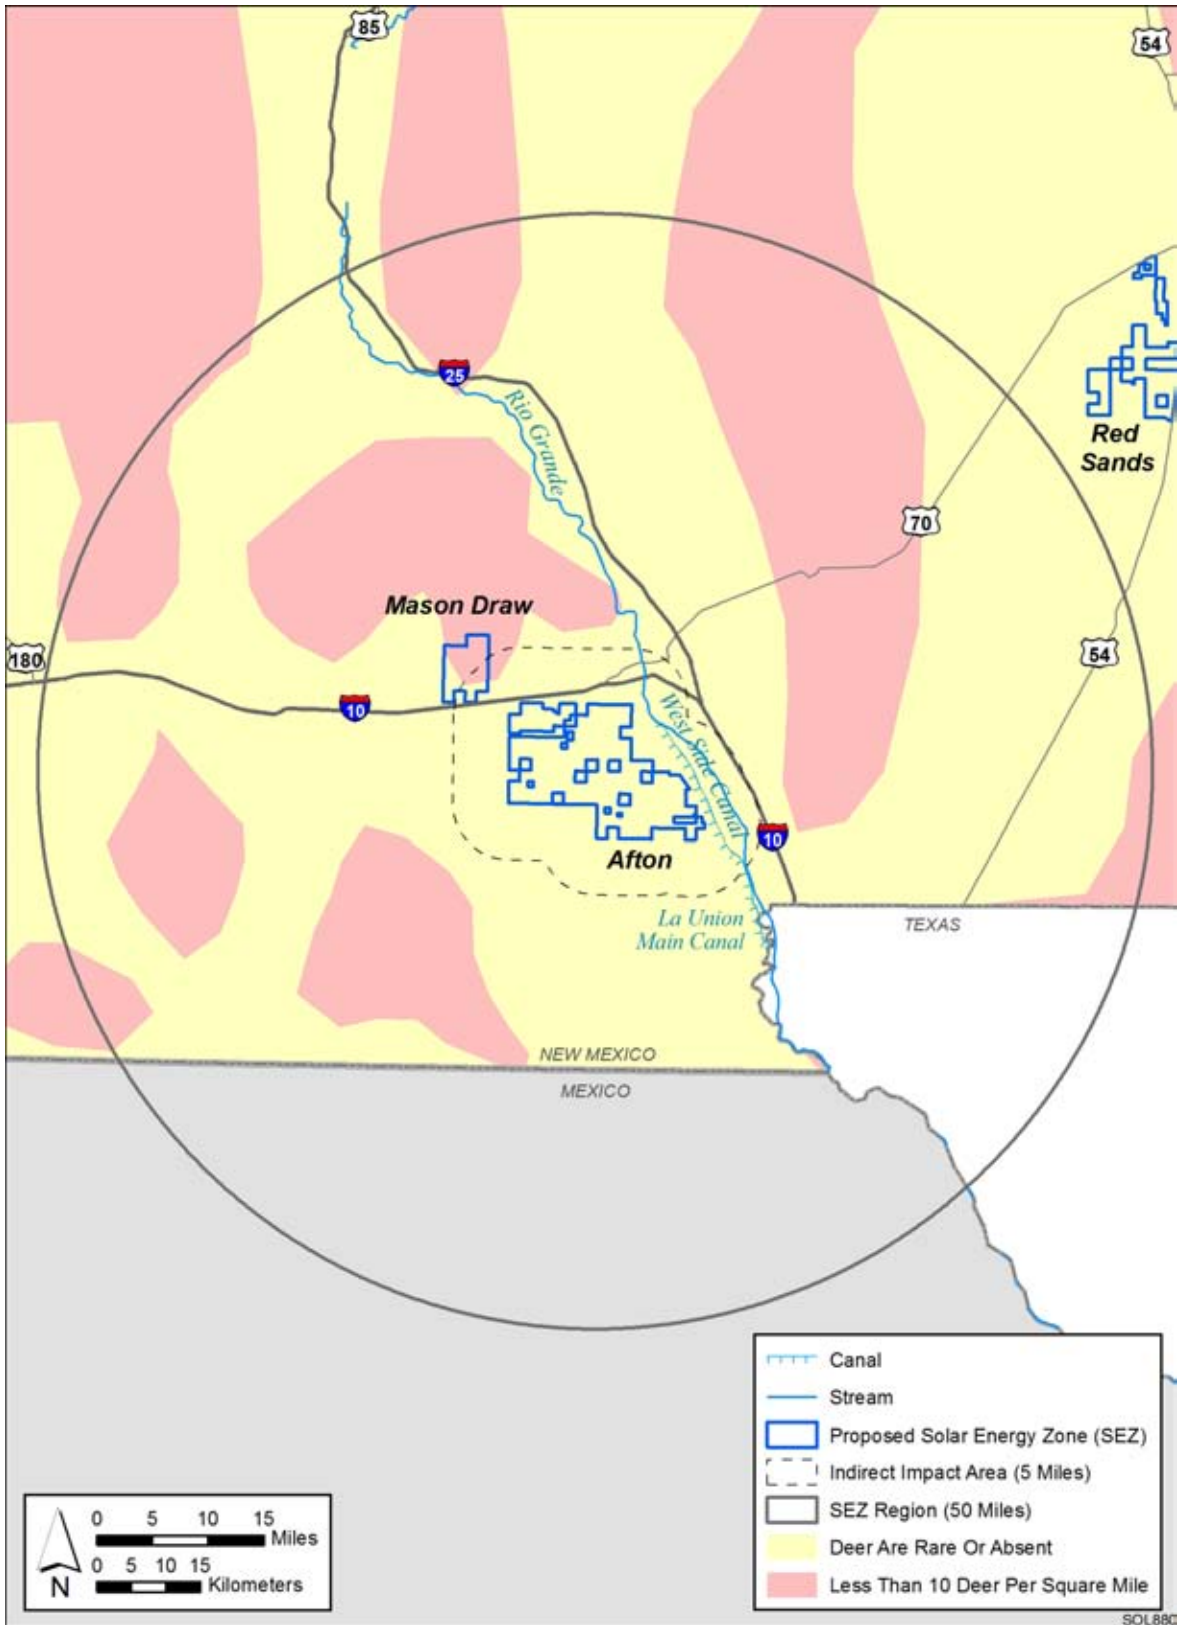 85
54
25
Rio Grande
Red
Sands
70
Mason Draw
180
54
10
West Side Canal
10
Afton
La Union
Main Canal
TEXAS
NEW MEXICO
MEXICO
Canal
Stream
Proposed Solar Energy Zone (SEZ)
Indirect Impact Area (5 Miles)
SEZ Region (50 Miles)
Deer Are Rare Or Absent
Less Than 10 Deer Per Square Mile
0 5 10 15
Miles
0 5 10 15
Kilometers
N
SOL880